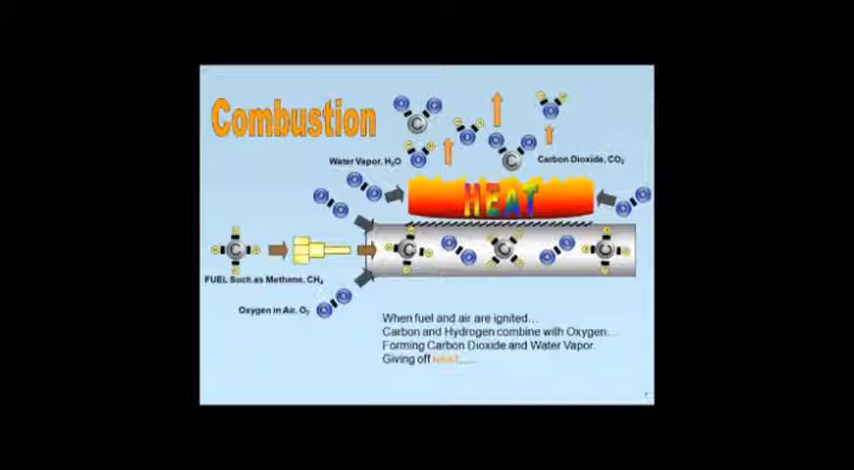 Combustion
Water Vapor, H₂O
Carbon Dioxide, CO₂
HEAT
FUEL Such as Methane, CH₄
Oxygen in Air, O₂
C
C
C
C
C
C
When fuel and air are ignited…
Carbon and Hydrogen combine with Oxygen…
Forming Carbon Dioxide and Water Vapor.
Giving off